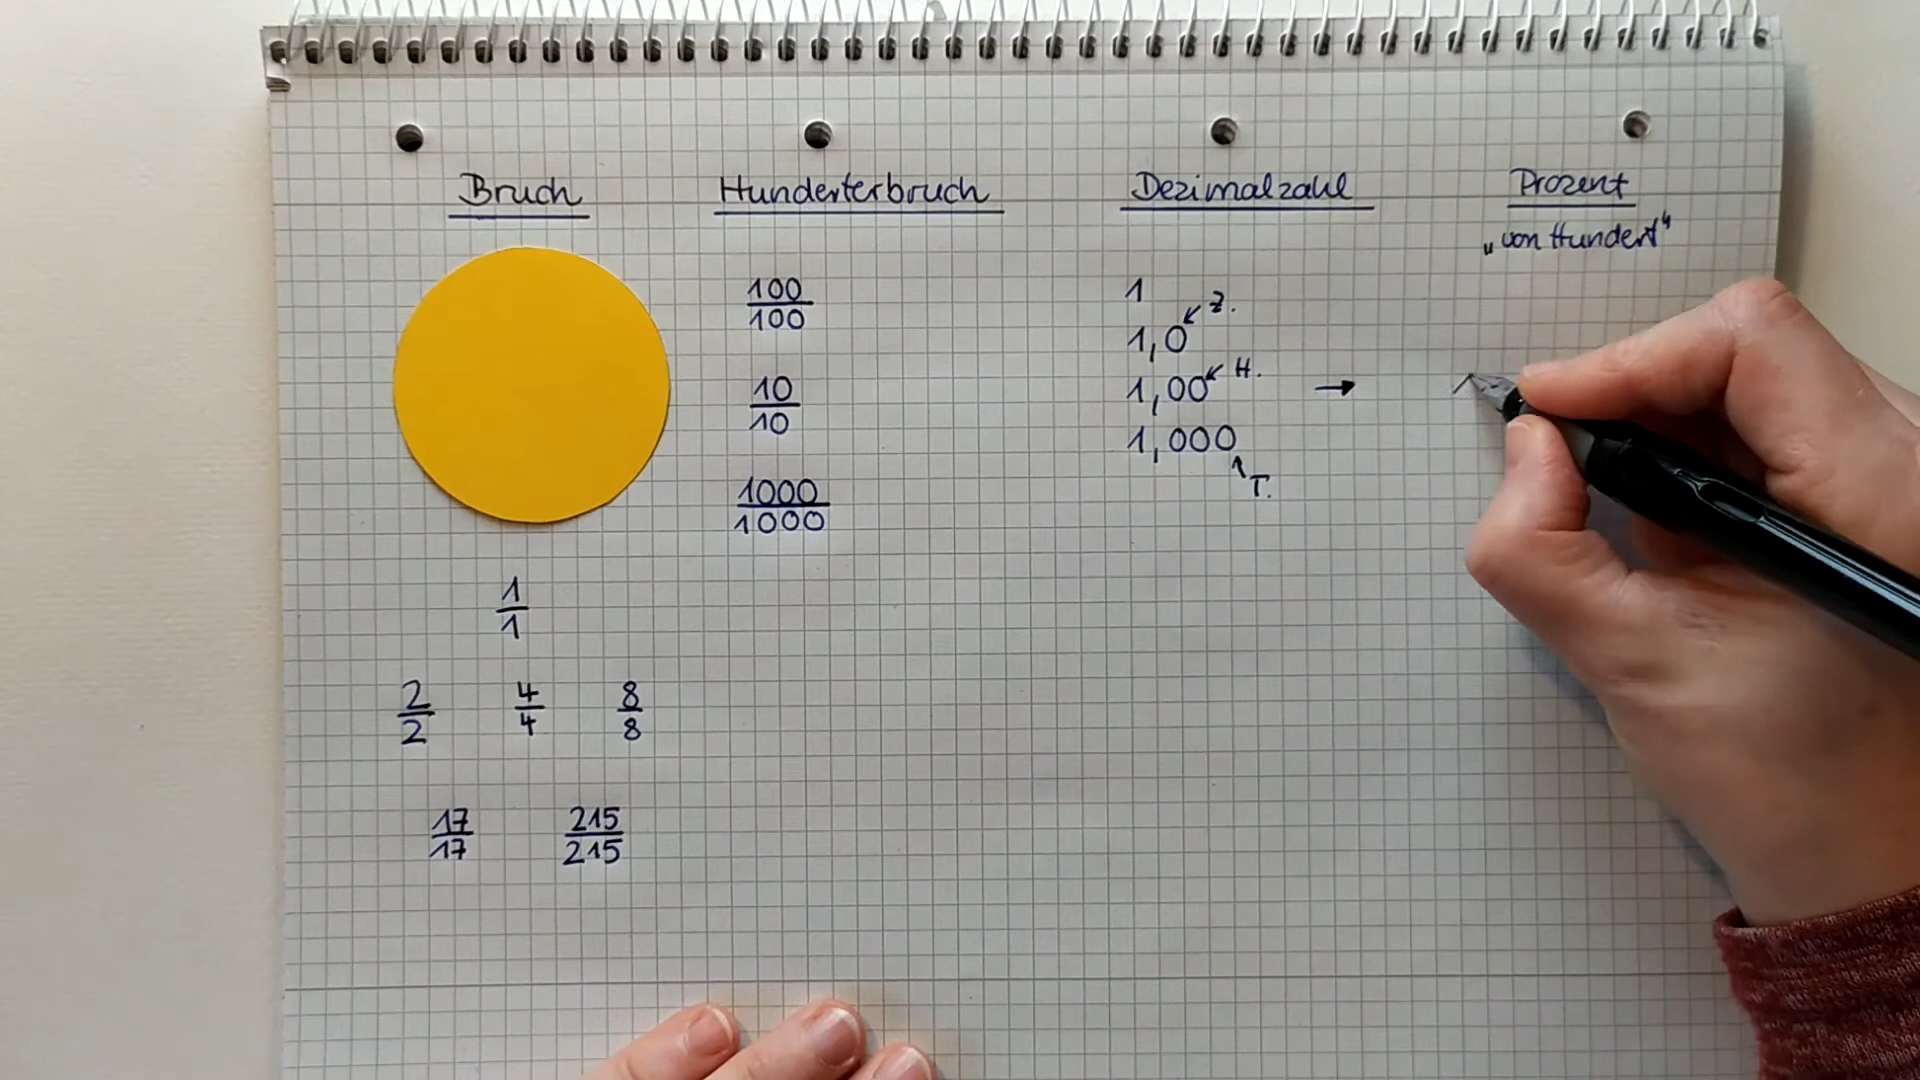 Bruch
Hunderterbruch
Dezimalzahl
Prozent
„von Hundert“
100
100
10
10
1000
1000
1
1,0 ↙ Z.
1,00 ↙ H. →
1,000
↖ T.
1
1
2 4 8
2 4 8
17 215
17 215